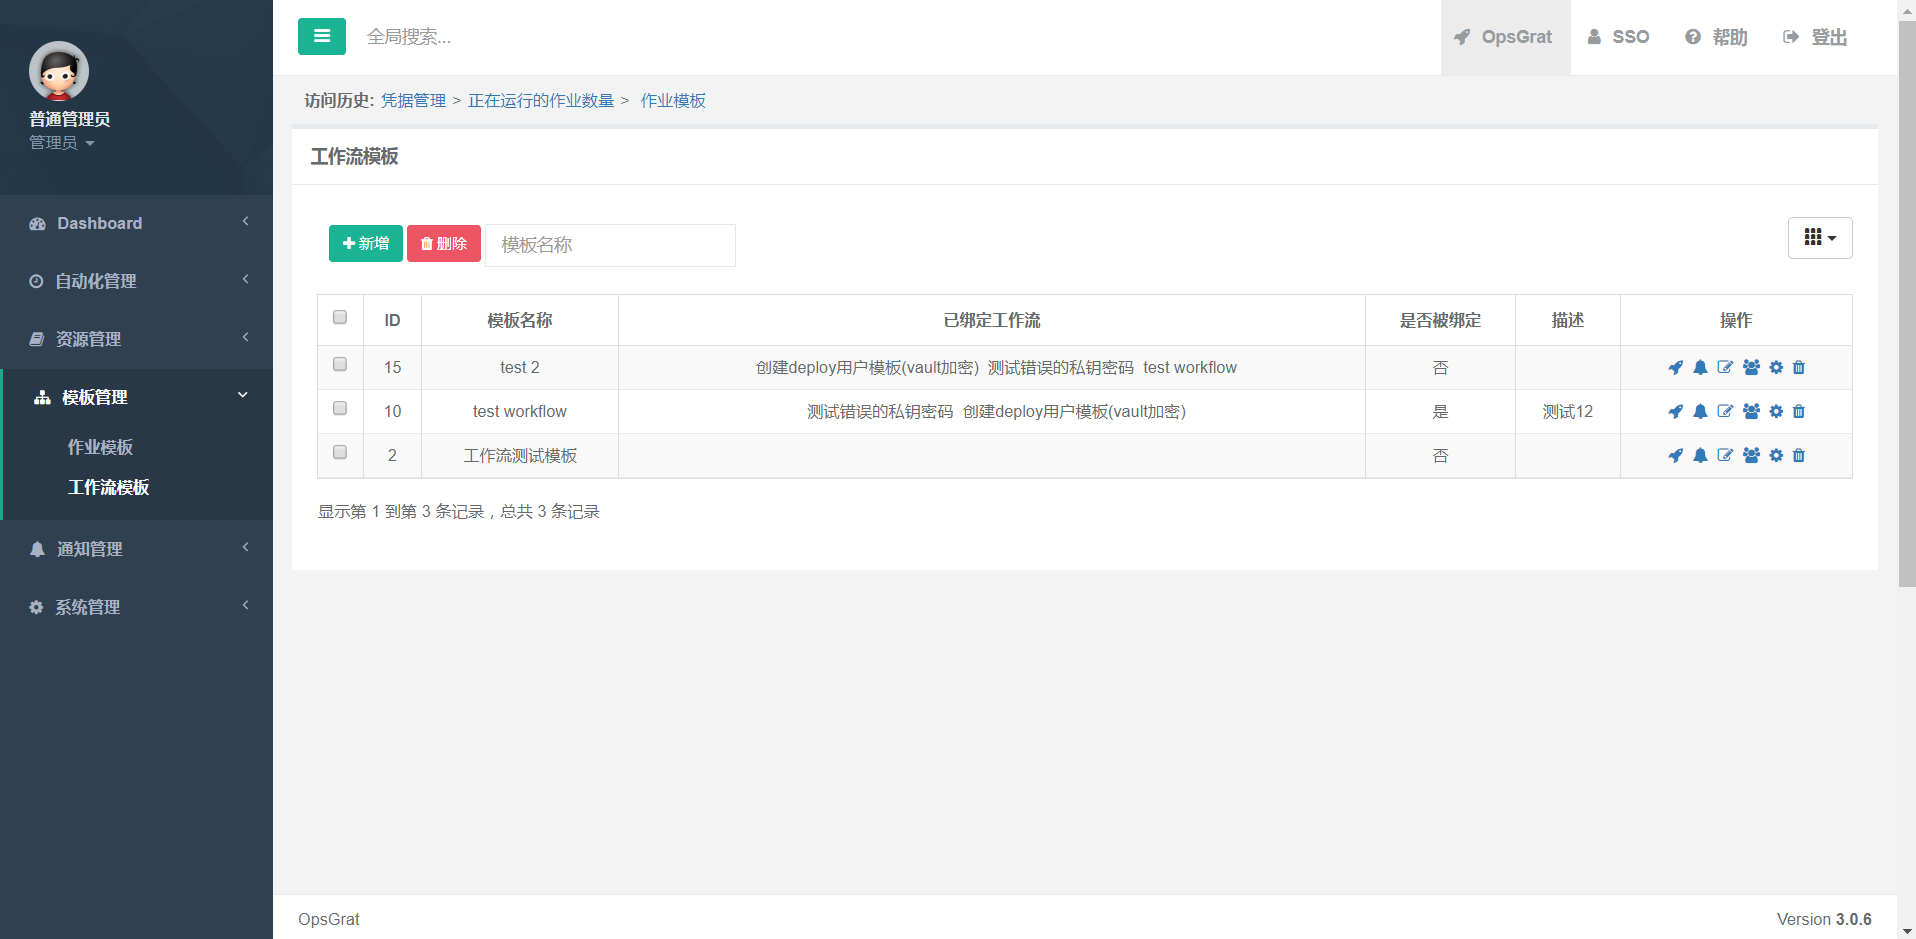 普通管理员
管理员
Dashboard
自动化管理
资源管理
模板管理
作业模板
工作流模板
通知管理
系统管理
全局搜索...
OpsGrat
SSO
帮助
登出
访问历史: 凭据管理 > 正在运行的作业数量 > 作业模板
工作流模板
新增 删除 模板名称
ID 模板名称 已绑定工作流 是否被绑定 描述 操作
15 test 2 创建deploy用户模板(vault加密) 测试错误的私钥密码 test workflow 否
10 test workflow 测试错误的私钥密码 创建deploy用户模板(vault加密) 是 测试12
2 工作流测试模板 否
显示第 1 到第 3 条记录，总共 3 条记录
OpsGrat
Version 3.0.6